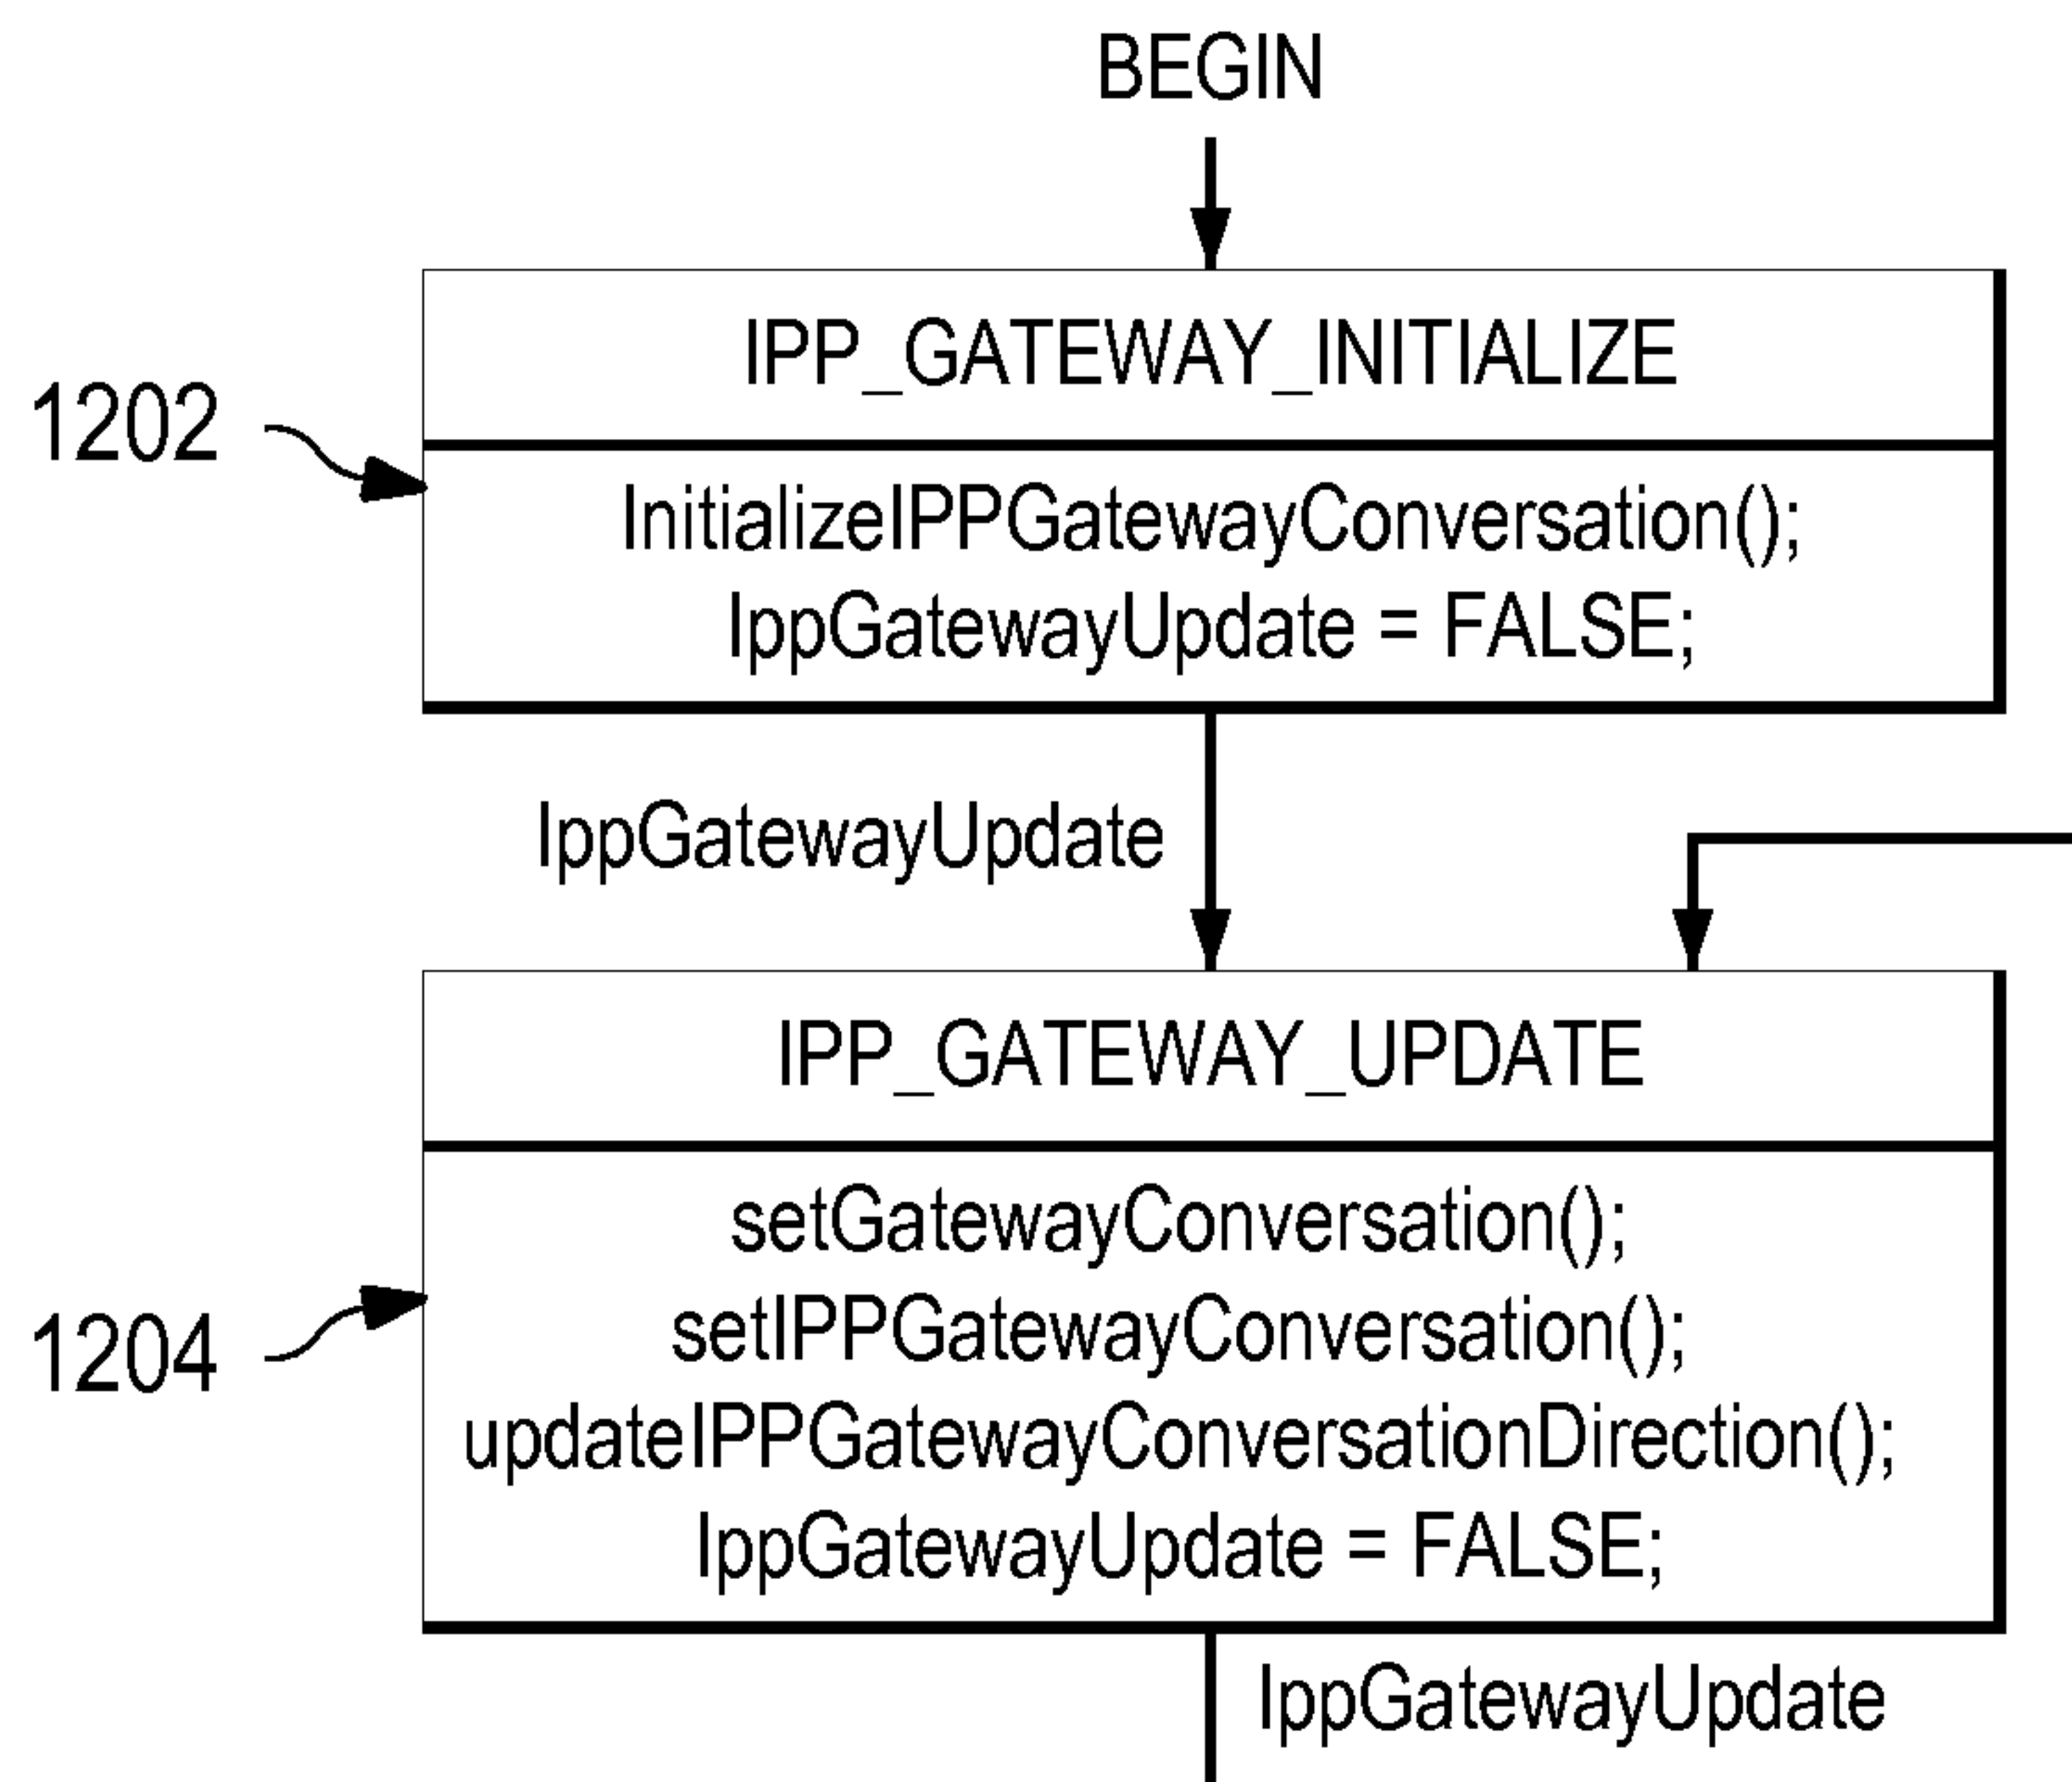 BEGIN
IPP_GATEWAY_INITIALIZE
1202
InitializeIPPGatewayConversation();
IppGatewayUpdate = FALSE;
IppGatewayUpdate
IPP_GATEWAY_UPDATE
setGatewayConversation();
setIPPGatewayConversation();
1204
updateIPPGatewayConversationDirection();
IppGatewayUpdate = FALSE;
IppGatewayUpdate